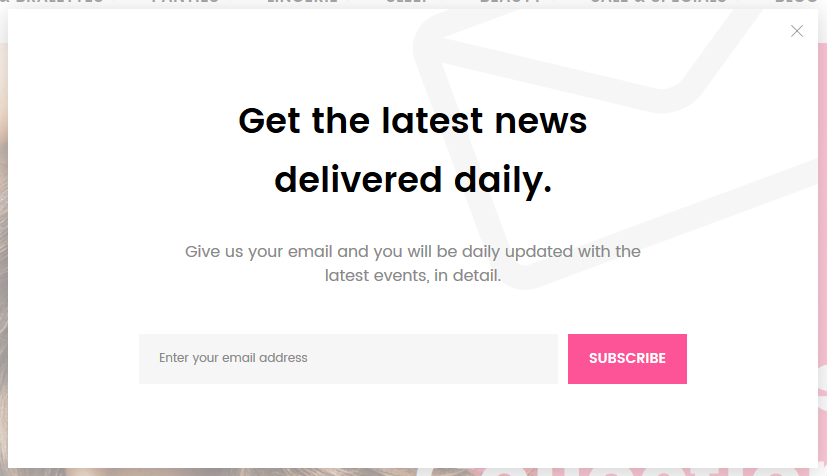 & BRALETTES PANTIES LINGERIE SLEEP BEAUTY SALE & SPECIALS BLOG
Get the latest news
delivered daily.
Give us your email and you will be daily updated with the
latest events, in detail.
Enter your email address
SUBSCRIBE